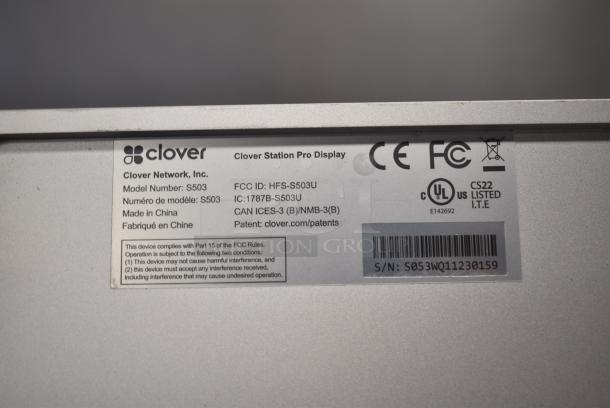 clover
Clover Station Pro Display
CE FC
Clover Network, Inc.
Model Number: S503
Numéro de modèle: S503
Made in China
Fabriqué en Chine
FCC ID: HFS-S503U
IC:1787B-S503U
CAN ICES-3 (B)/NMB-3(B)
Patent: clover.com/patents
c UL US LISTED
CS22
I.T.E
E142692
This device complies with Part 15 of the FCC Rules.
Operation is subject to the following two conditions:
(1) This device may not cause harmful interference, and
(2) this device must accept any interference received,
including interference that may cause undesired operation.
S/N: S053WQ11230159